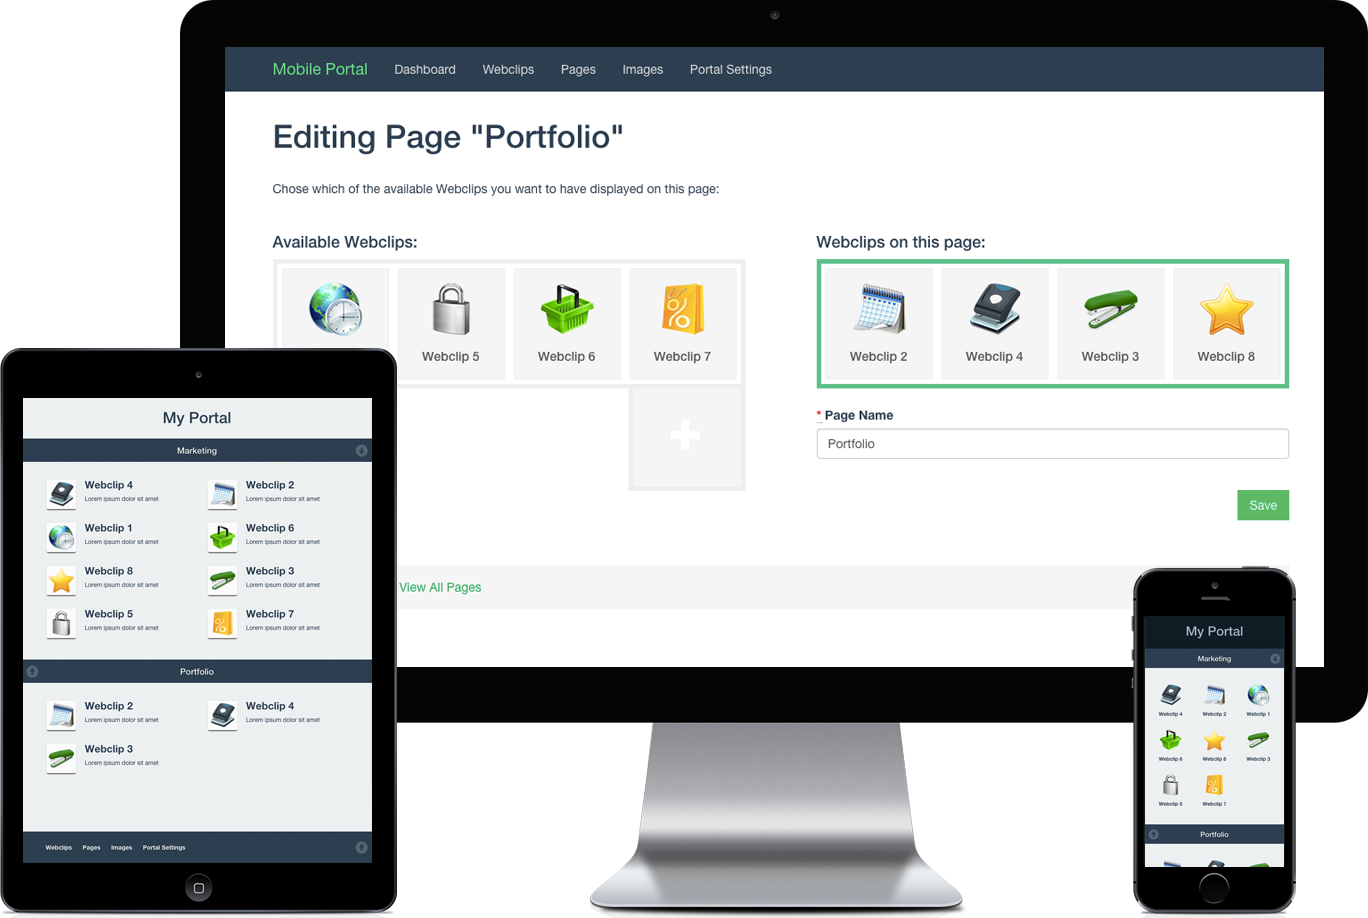 Mobile Portal Dashboard Webclips Pages Images Portal Settings
Editing Page "Portfolio"
Chose which of the available Webclips you want to have displayed on this page:
Available Webclips:
Webclip 5 Webclip 6 Webclip 7
Webclips on this page:
Webclip 2 Webclip 4 Webclip 3 Webclip 8
* Page Name
Portfolio
Save
View All Pages
My Portal
Marketing
Webclip 4 Webclip 2
Lorem ipsum dolor sit amet Lorem ipsum dolor sit amet
Webclip 1 Webclip 6
Lorem ipsum dolor sit amet Lorem ipsum dolor sit amet
Webclip 8 Webclip 3
Lorem ipsum dolor sit amet Lorem ipsum dolor sit amet
Webclip 5 Webclip 7
Lorem ipsum dolor sit amet Lorem ipsum dolor sit amet
Portfolio
Webclip 2 Webclip 4
Lorem ipsum dolor sit amet Lorem ipsum dolor sit amet
Webclip 3
Lorem ipsum dolor sit amet
Webclips Pages Images Portal Settings
My Portal
Marketing
Webclip 4 Webclip 2 Webclip 1
Webclip 6 Webclip 8 Webclip 3
Webclip 5 Webclip 7
Portfolio